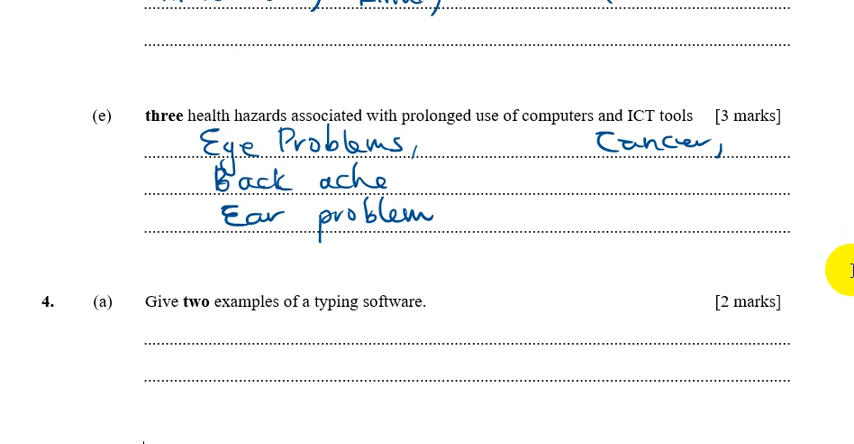 (e) three health hazards associated with prolonged use of computers and ICT tools [3 marks]
Eye Problems, Cancer,
Back ache
Ear problem
4. (a) Give two examples of a typing software. [2 marks]